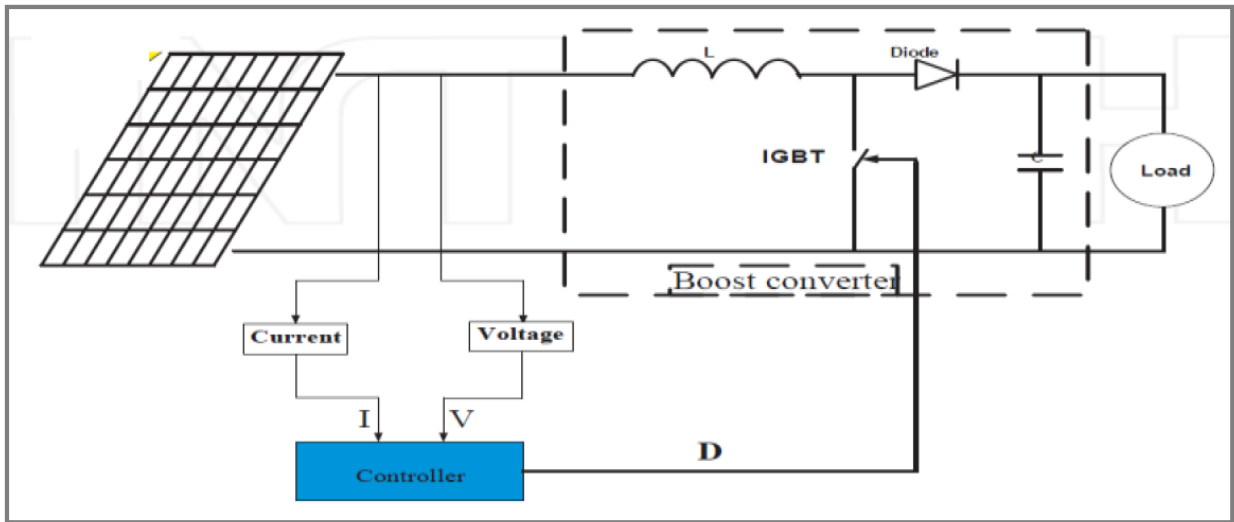 L
Diode
IGBT
C
Load
Boost converter
Current
Voltage
I
V
D
Controller